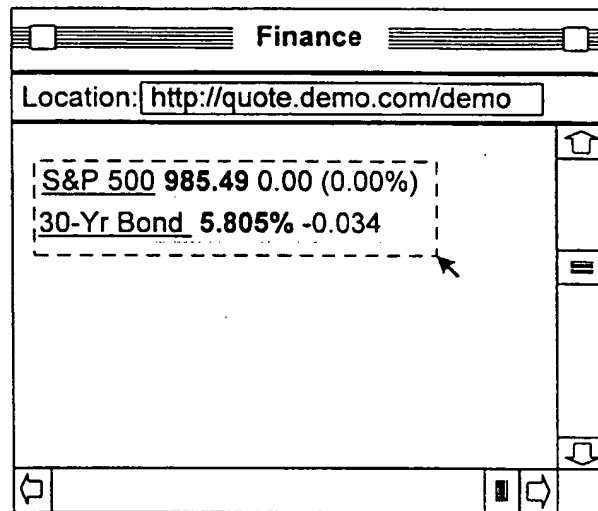 Finance
Location: http://quote.demo.com/demo
S&P 500 985.49 0.00 (0.00%)
30-Yr Bond 5.805% -0.034